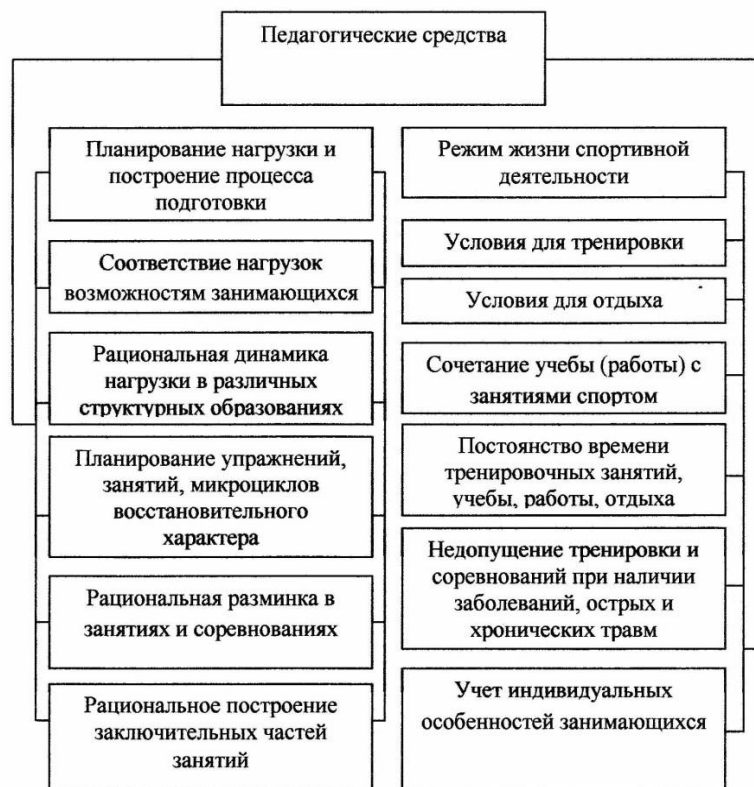 Педагогические средства
Планирование нагрузки и
построение процесса
подготовки
Соответствие нагрузок
возможностям занимающихся
Рациональная динамика
нагрузки в различных
структурных образованиях
Планирование упражнений,
занятий, микроциклов
восстановительного
характера
Рациональная разминка в
занятиях и соревнованиях
Рациональное построение
заключительных частей
занятий
Режим жизни спортивной
деятельности
Условия для тренировки
Условия для отдыха
Сочетание учебы (работы) с
занятиями спортом
Постоянство времени
тренировочных занятий,
учебы, работы, отдыха
Недопущение тренировки и
соревнований при наличии
заболеваний, острых и
хронических травм
Учет индивидуальных
особенностей занимающихся